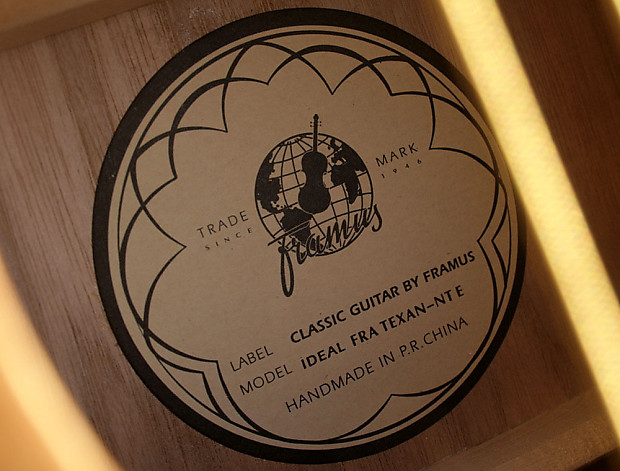 TRADE MARK
SINCE 1946
framus
LABEL CLASSIC GUITAR BY FRAMUS
MODEL IDEAL FRA TEXAN-NT E
HANDMADE IN P.R.CHINA